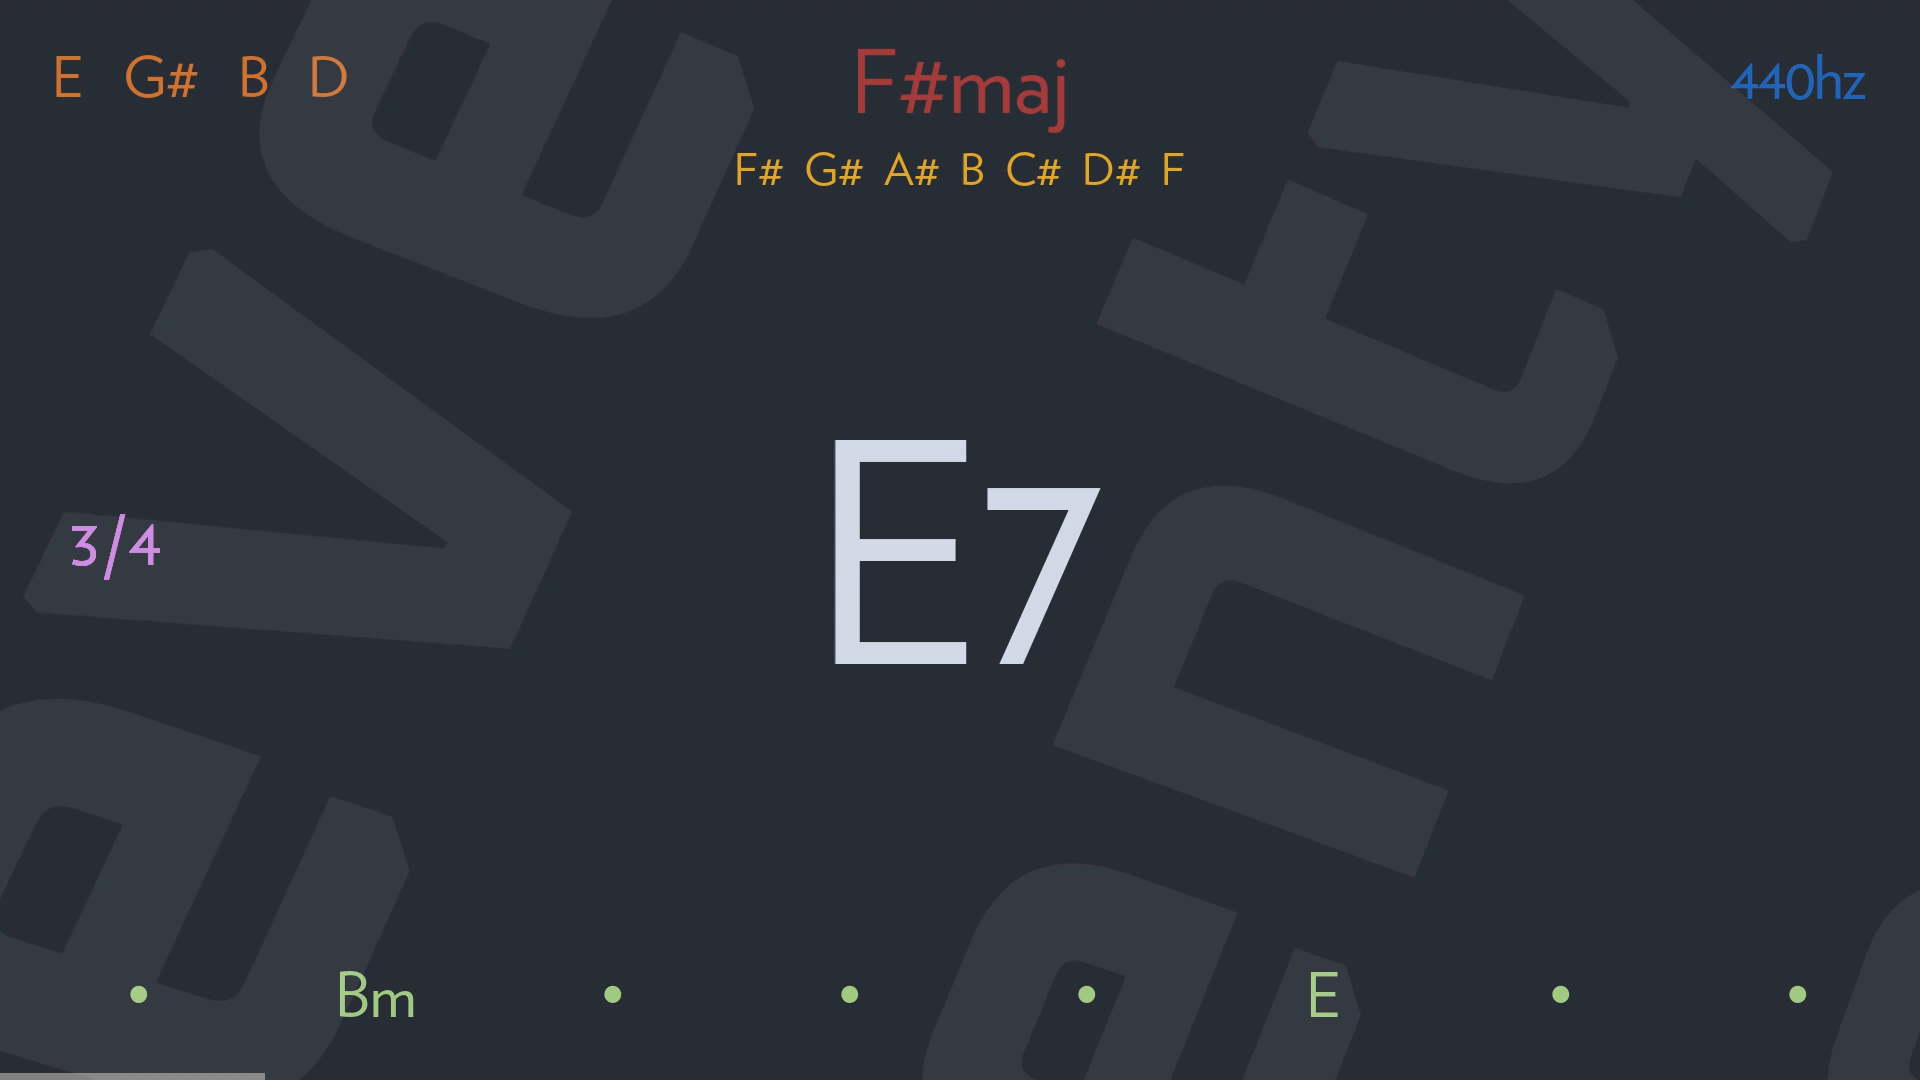 E G# B D
F#maj
440hz
F# G# A# B C# D# F
E7
3/4
• Bm • • • E • •